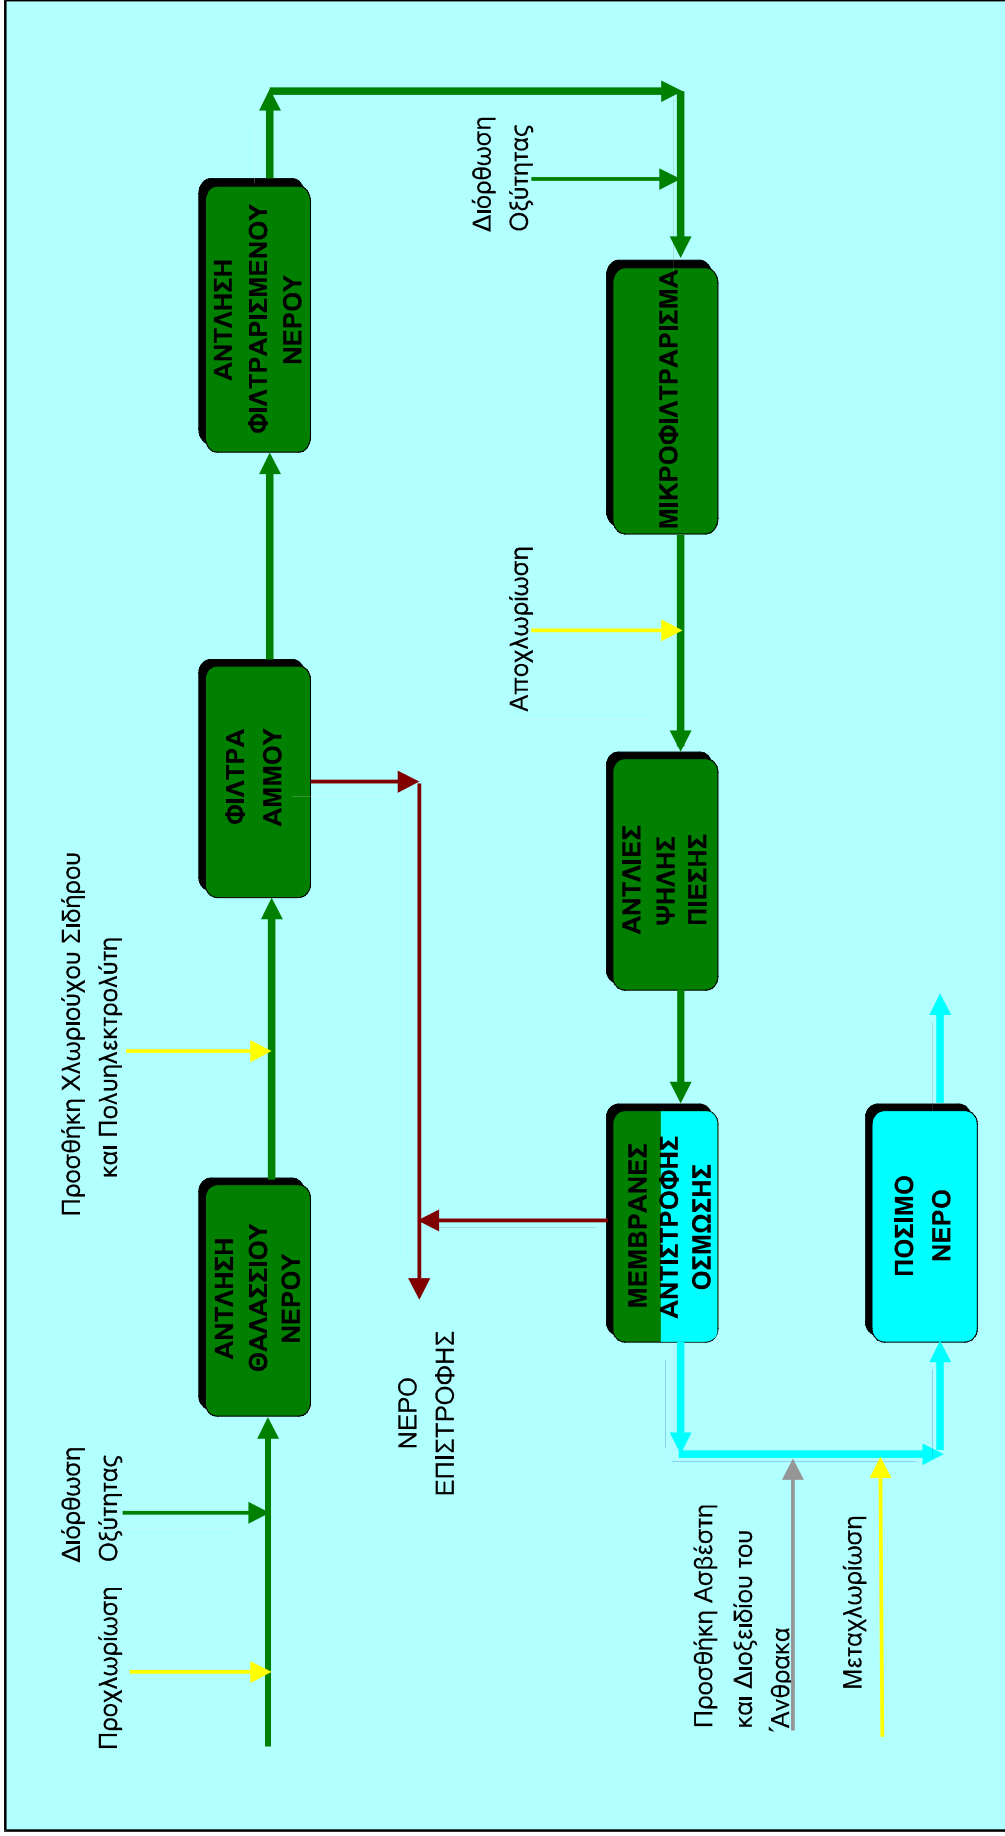 Προχλωρίωση
Διόρθωση
Οξύτητας
ΑΝΤΛΗΣΗ
ΘΑΛΑΣΣΙΟΥ
ΝΕΡΟΥ
Προσθήκη Χλωριούχου Σιδήρου
και Πολυηλεκτρολύτη
ΦΙΛΤΡΑ
ΑΜΜΟΥ
ΑΝΤΛΗΣΗ
ΦΙΛΤΡΑΡΙΣΜΕΝΟΥ
ΝΕΡΟΥ
ΝΕΡΟ
ΕΠΙΣΤΡΟΦΗΣ
Διόρθωση
Οξύτητας
ΜΙΚΡΟΦΙΛΤΡΑΡΙΣΜΑ
Αποχλωρίωση
ΑΝΤΛΙΕΣ
ΨΗΛΗΣ
ΠΙΕΣΗΣ
ΜΕΜΒΡΑΝΕΣ
ΑΝΤΙΣΤΡΟΦΗΣ
ΟΣΜΩΣΗΣ
Προσθήκη Ασβέστη
και Διοξειδίου του
Άνθρακα
Μεταχλωρίωση
ΠΟΣΙΜΟ
ΝΕΡΟ